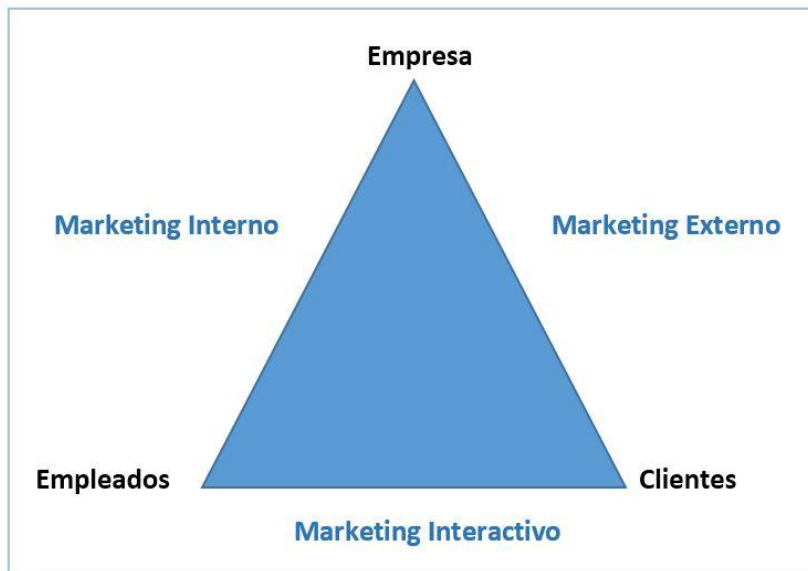 Empresa
Marketing Interno
Marketing Externo
Empleados
Clientes
Marketing Interactivo